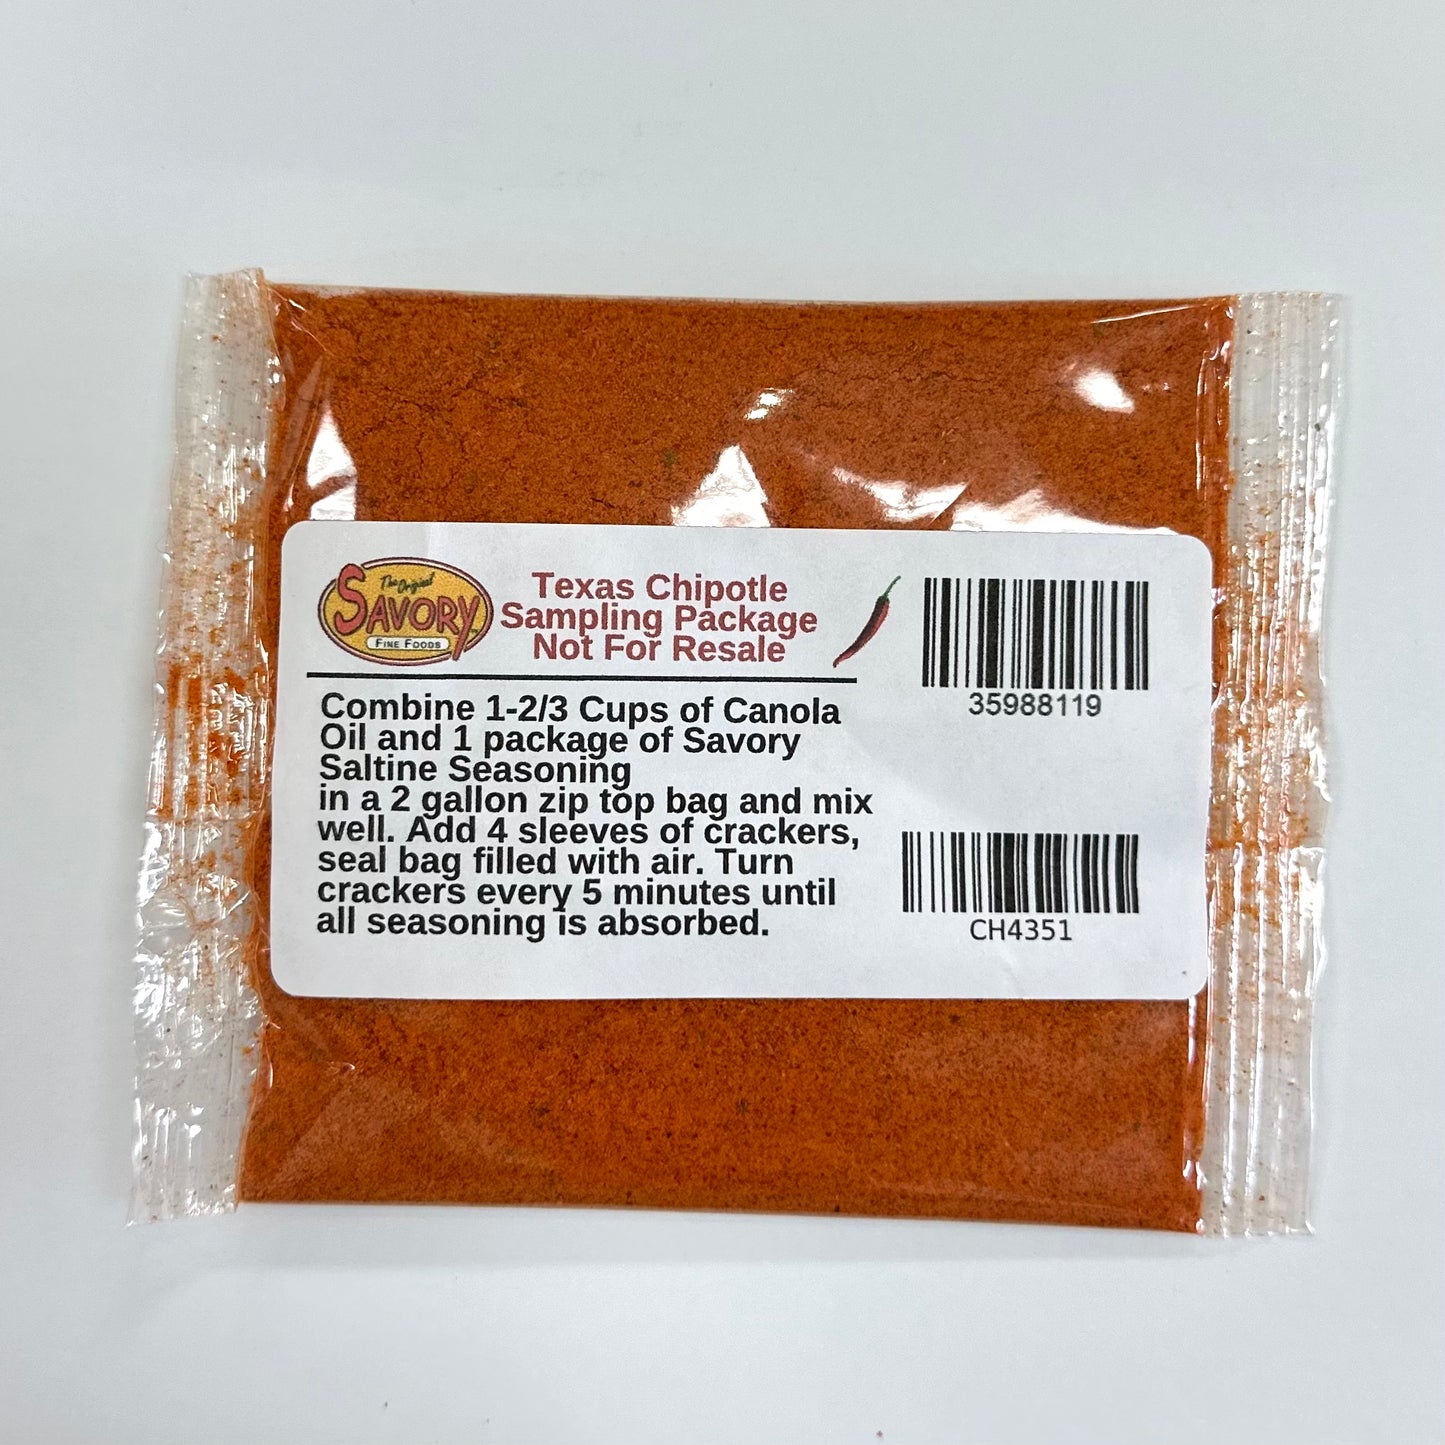 The Original
SAVORY
FINE FOODS
Texas Chipotle
Sampling Package
Not For Resale
Combine 1-2/3 Cups of Canola
Oil and 1 package of Savory
Saltine Seasoning
in a 2 gallon zip top bag and mix
well. Add 4 sleeves of crackers,
seal bag filled with air. Turn
crackers every 5 minutes until
all seasoning is absorbed.
35988119
CH4351